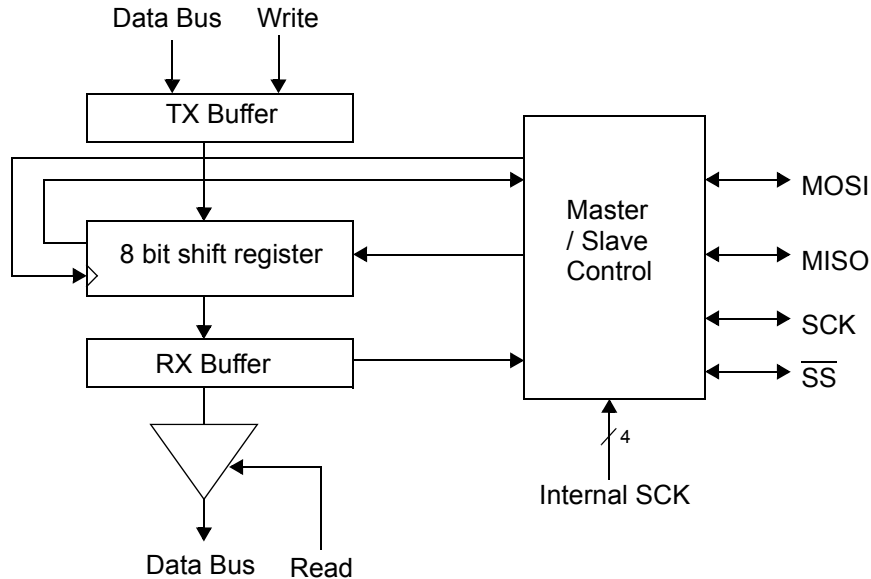 Data Bus Write
TX Buffer
8 bit shift register
RX Buffer
Master
/ Slave
Control
MOSI
MISO
SCK
SS
4
Internal SCK
Data Bus Read